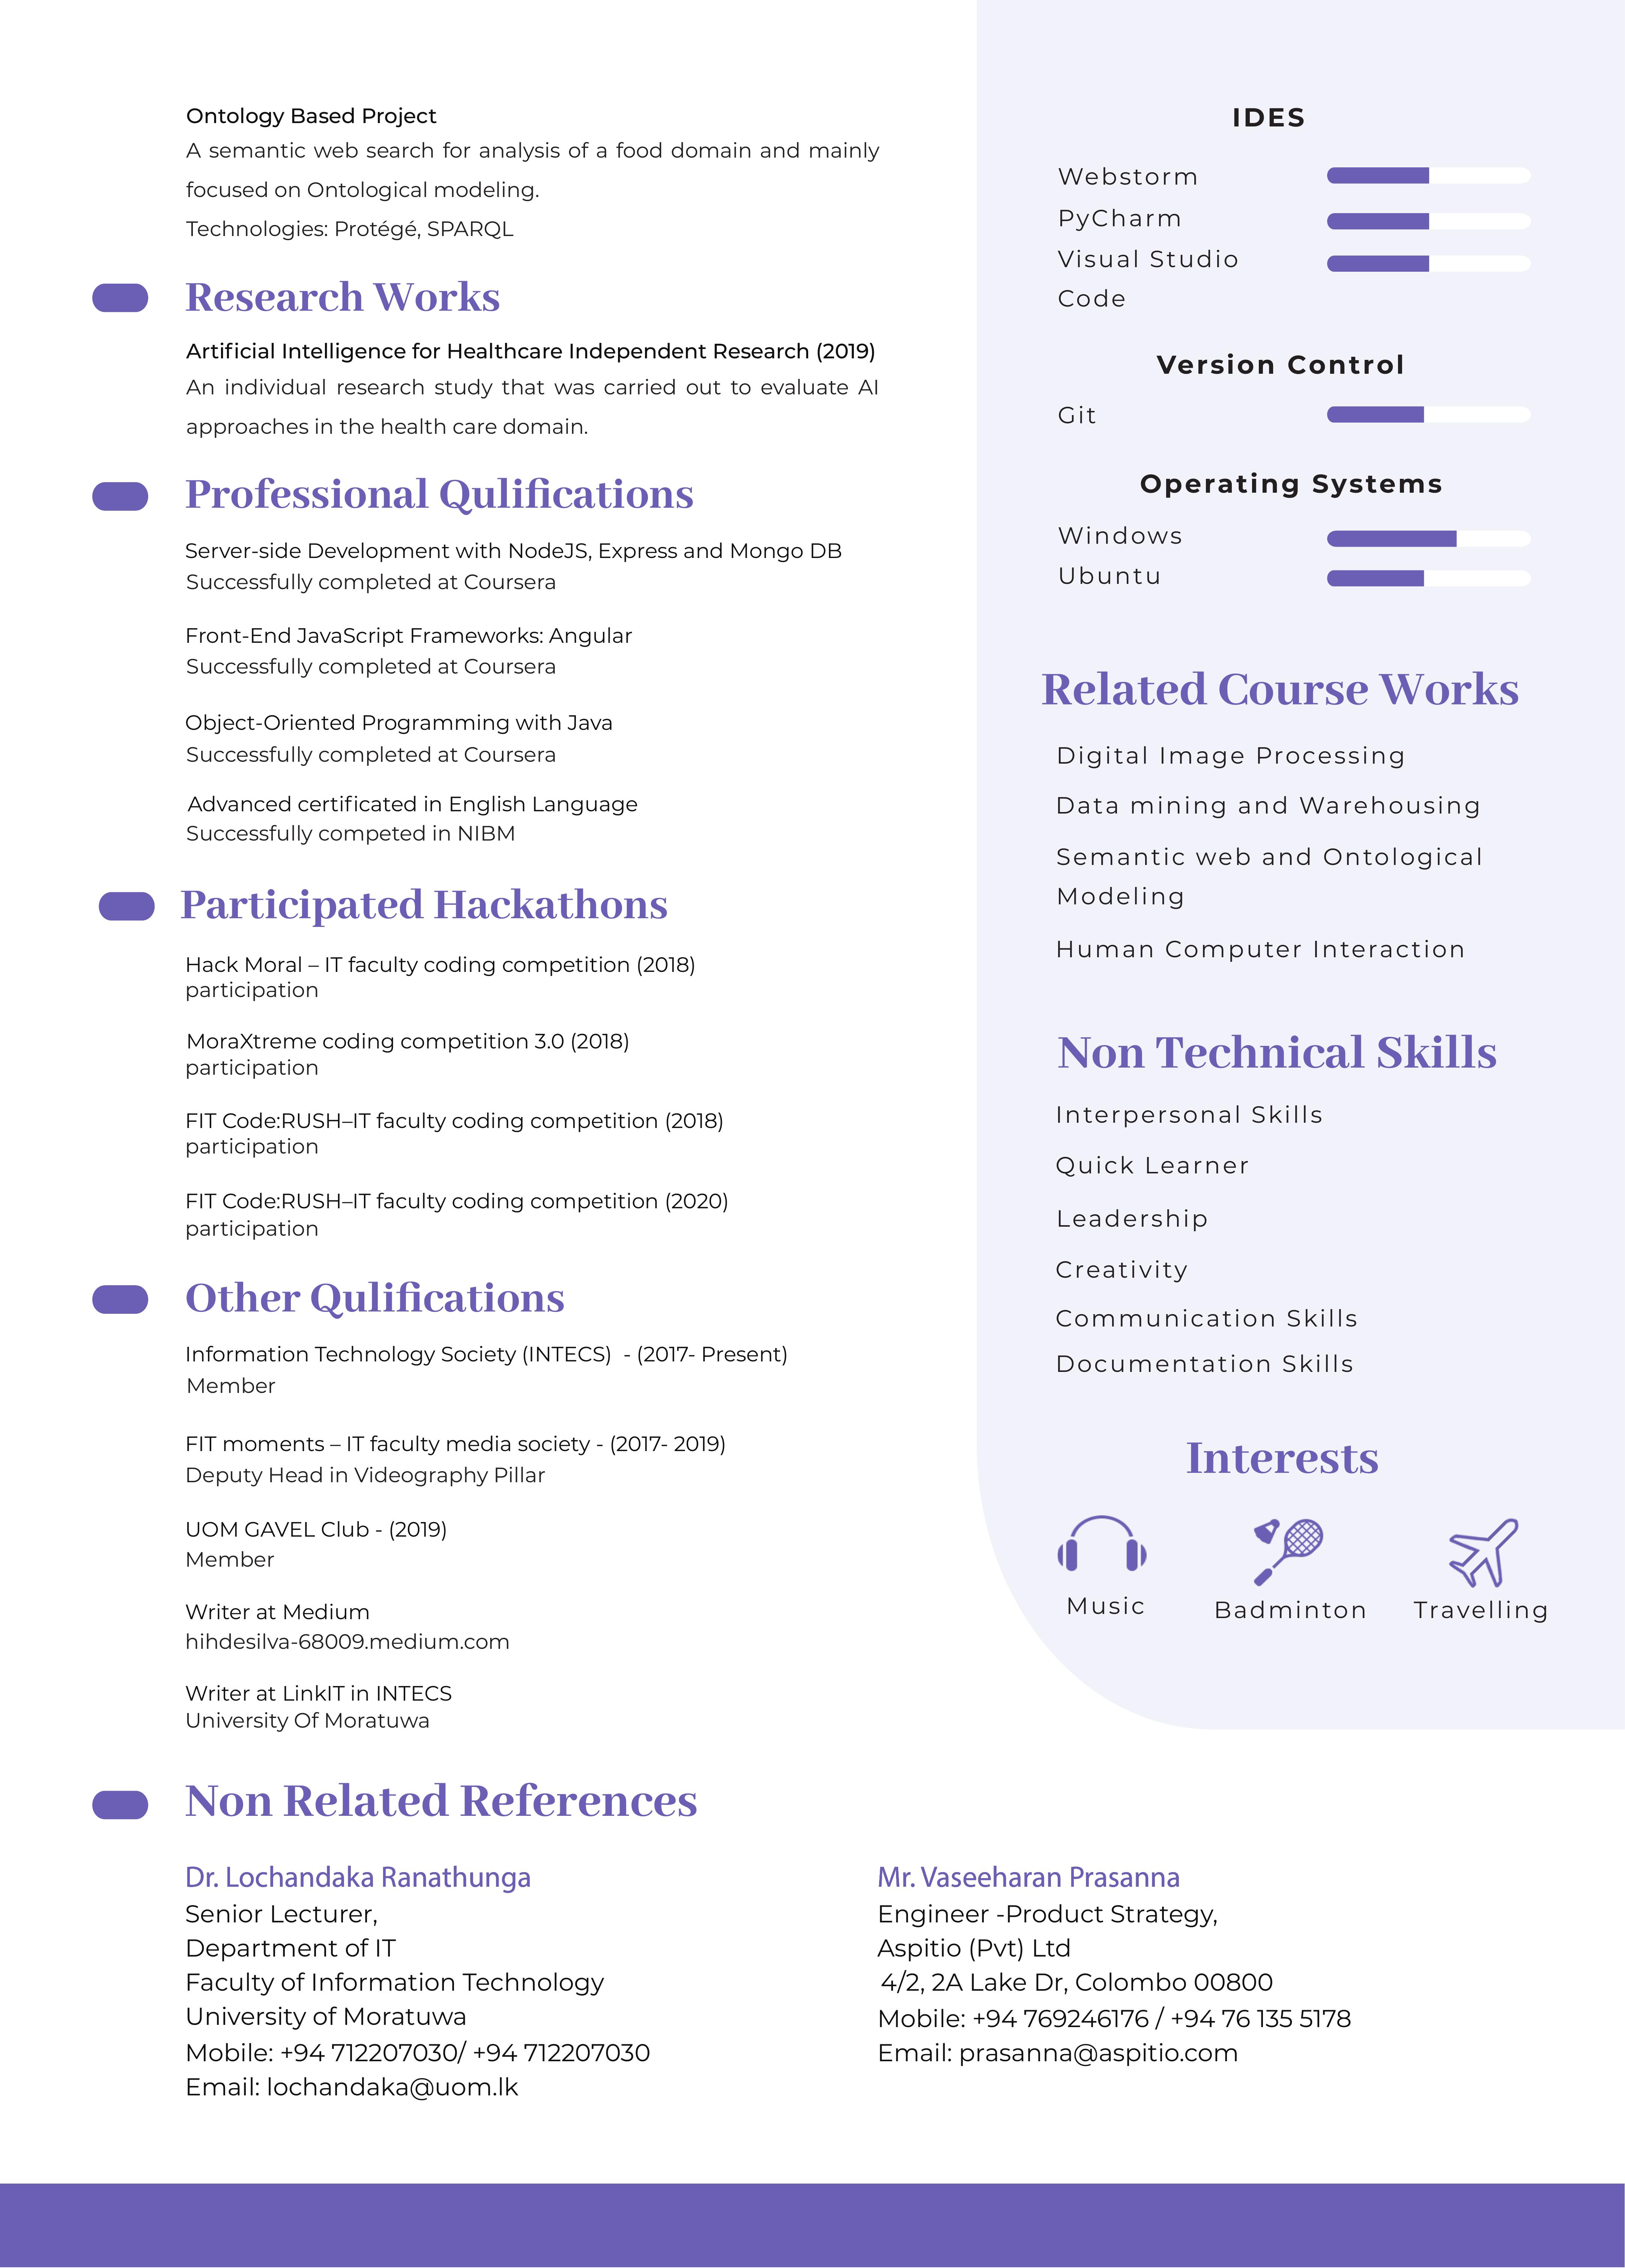 Ontology Based Project
A semantic web search for analysis of a food domain and mainly
focused on Ontological modeling.
Technologies: Protégé, SPARQL
Research Works
Artificial Intelligence for Healthcare Independent Research (2019)
An individual research study that was carried out to evaluate AI
approaches in the health care domain.
Professional Qulifications
Server-side Development with NodeJS, Express and Mongo DB
Successfully completed at Coursera
Front-End JavaScript Frameworks: Angular
Successfully completed at Coursera
Object-Oriented Programming with Java
Successfully completed at Coursera
Advanced certificated in English Language
Successfully competed in NIBM
Participated Hackathons
Hack Moral – IT faculty coding competition (2018)
participation
MoraXtreme coding competition 3.0 (2018)
participation
FIT Code:RUSH–IT faculty coding competition (2018)
participation
FIT Code:RUSH–IT faculty coding competition (2020)
participation
Other Qulifications
Information Technology Society (INTECS)  - (2017- Present)
Member
FIT moments – IT faculty media society - (2017- 2019)
Deputy Head in Videography Pillar
UOM GAVEL Club - (2019)
Member
Writer at Medium
hihdesilva-68009.medium.com
Writer at LinkIT in INTECS
University Of Moratuwa
IDES
Webstorm
PyCharm
Visual Studio
Code
Version Control
Git
Operating Systems
Windows
Ubuntu
Related Course Works
Digital Image Processing
Data mining and Warehousing
Semantic web and Ontological
Modeling
Human Computer Interaction
Non Technical Skills
Interpersonal Skills
Quick Learner
Leadership
Creativity
Communication Skills
Documentation Skills
Interests
Music
Badminton
Travelling
Non Related References
Dr. Lochandaka Ranathunga
Senior Lecturer,
Department of IT
Faculty of Information Technology
University of Moratuwa
Mobile: +94 712207030/ +94 712207030
Email: lochandaka@uom.lk
Mr. Vaseeharan Prasanna
Engineer -Product Strategy,
Aspitio (Pvt) Ltd
4/2, 2A Lake Dr, Colombo 00800
Mobile: +94 769246176 / +94 76 135 5178
Email: prasanna@aspitio.com